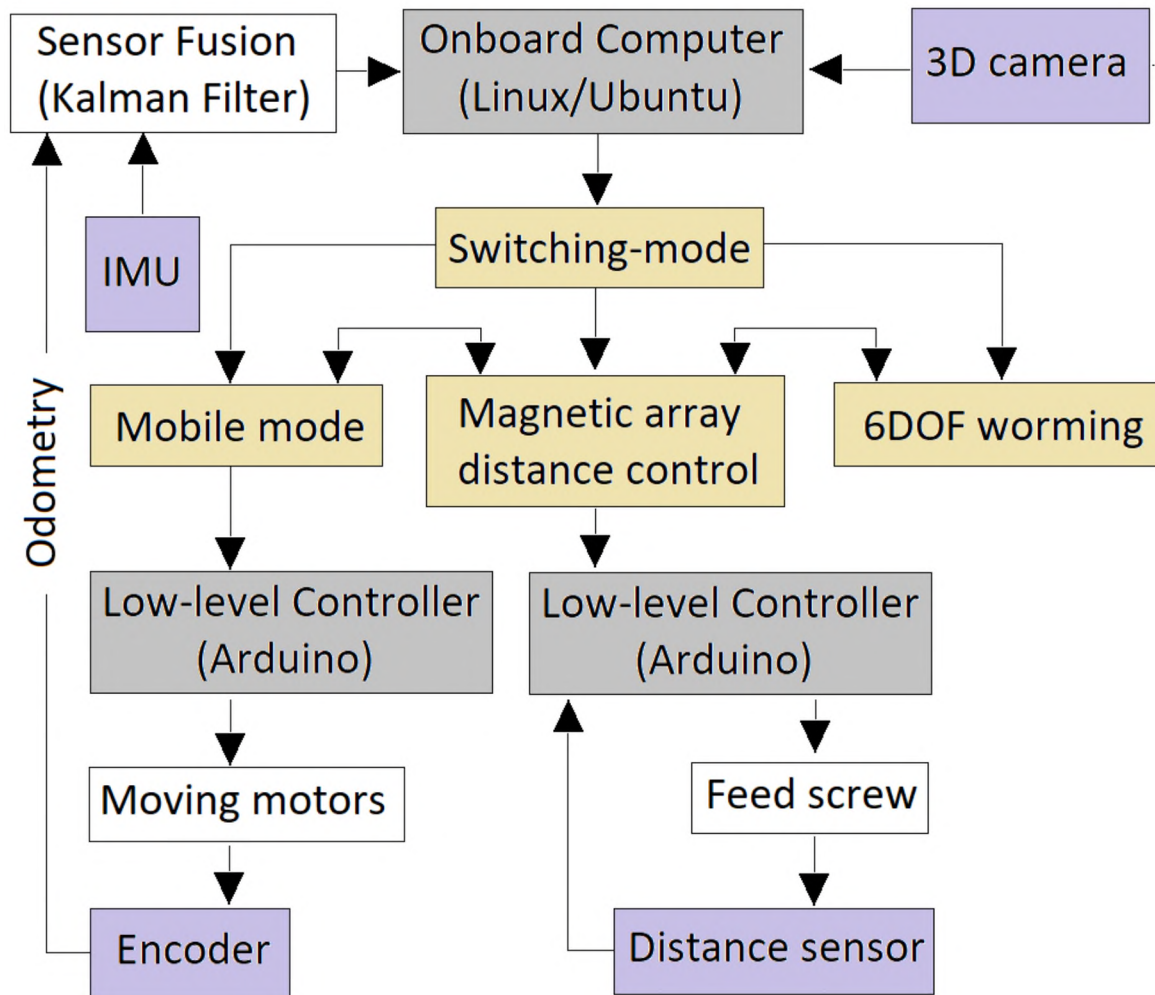 Sensor Fusion
(Kalman Filter)
Onboard Computer
(Linux/Ubuntu)
3D camera
IMU
Switching-mode
Odometry
Mobile mode
Magnetic array
distance control
6DOF worming
Low-level Controller
(Arduino)
Low-level Controller
(Arduino)
Moving motors
Feed screw
Encoder
Distance sensor